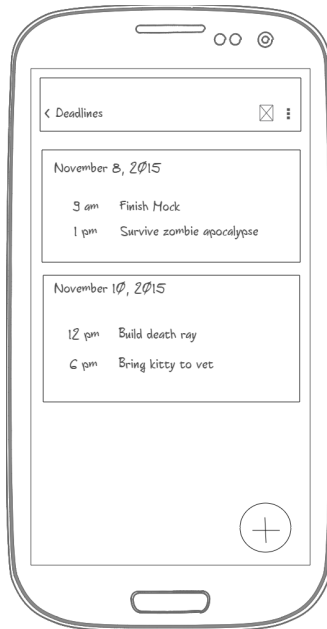 < Deadlines
November 8, 2015
9 am Finish Mock
1 pm Survive zombie apocalypse
November 10, 2015
12 pm Build death ray
6 pm Bring kitty to vet